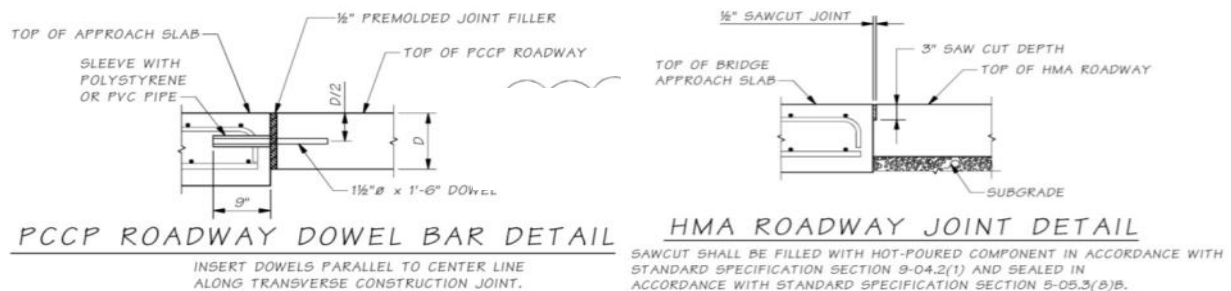 ½" PREMOLDED JOINT FILLER
TOP OF APPROACH SLAB
TOP OF PCCP ROADWAY
SLEEVE WITH
POLYSTYRENE
OR PVC PIPE
D/2
D
1½"ø x 1'-6" DOWEL
9"
PCCP ROADWAY DOWEL BAR DETAIL
INSERT DOWELS PARALLEL TO CENTER LINE
ALONG TRANSVERSE CONSTRUCTION JOINT.
½" SAWCUT JOINT
3" SAW CUT DEPTH
TOP OF BRIDGE
APPROACH SLAB
TOP OF HMA ROADWAY
SUBGRADE
HMA ROADWAY JOINT DETAIL
SAWCUT SHALL BE FILLED WITH HOT-POURED COMPONENT IN ACCORDANCE WITH
STANDARD SPECIFICATION SECTION 9-04.2(1) AND SEALED IN
ACCORDANCE WITH STANDARD SPECIFICATION SECTION 5-05.3(8)B.